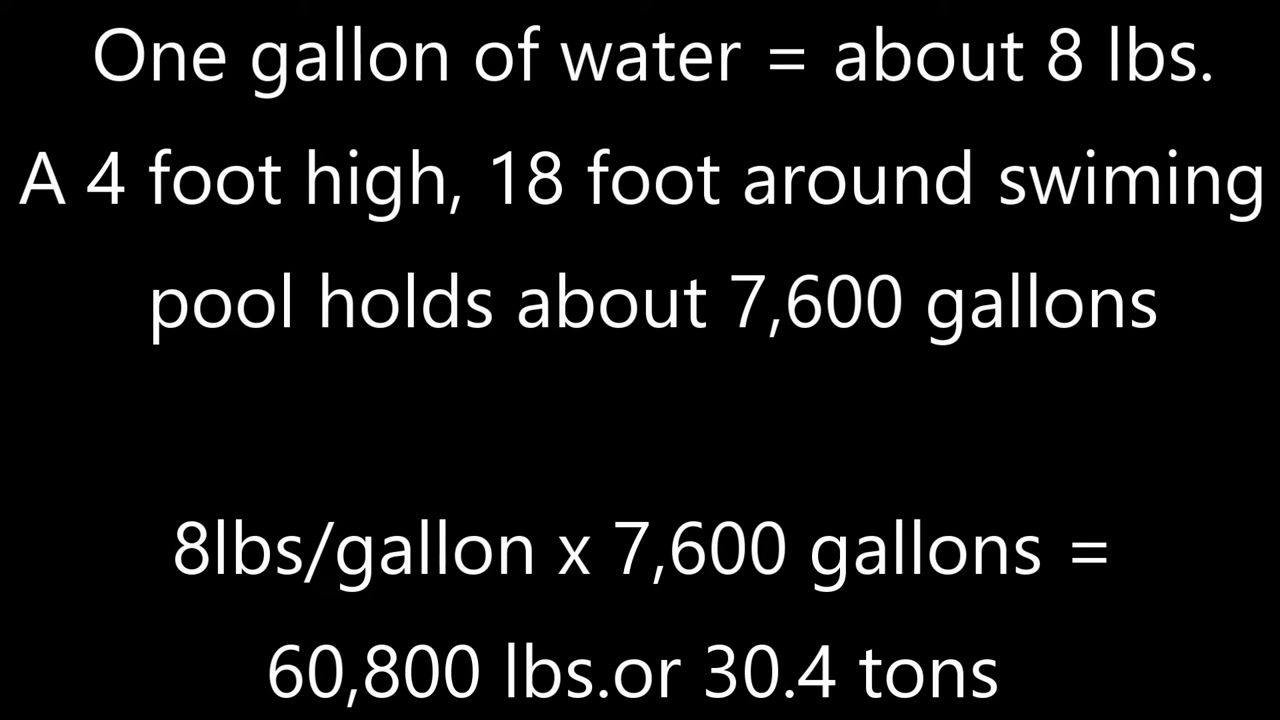 One gallon of water = about 8 lbs.
A 4 foot high, 18 foot around swiming
pool holds about 7,600 gallons
8lbs/gallon x 7,600 gallons =
60,800 lbs.or 30.4 tons